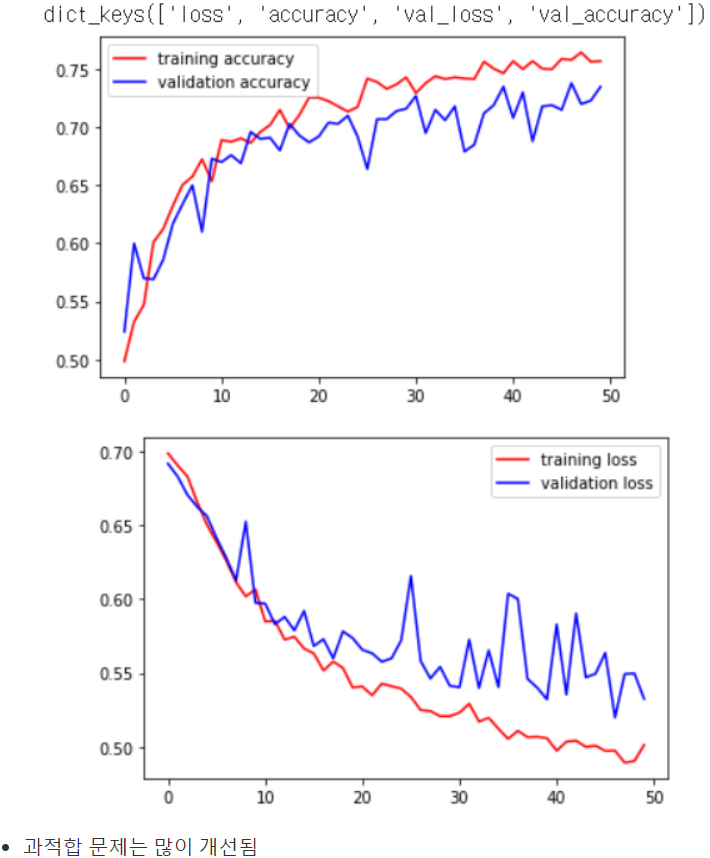 dict_keys(['loss', 'accuracy', 'val_loss', 'val_accuracy'])
training accuracy
validation accuracy
0.75
0.70
0.65
0.60
0.55
0.50
0 10 20 30 40 50
training loss
validation loss
0.70
0.65
0.60
0.55
0.50
0 10 20 30 40 50
• 과적합 문제는 많이 개선됨